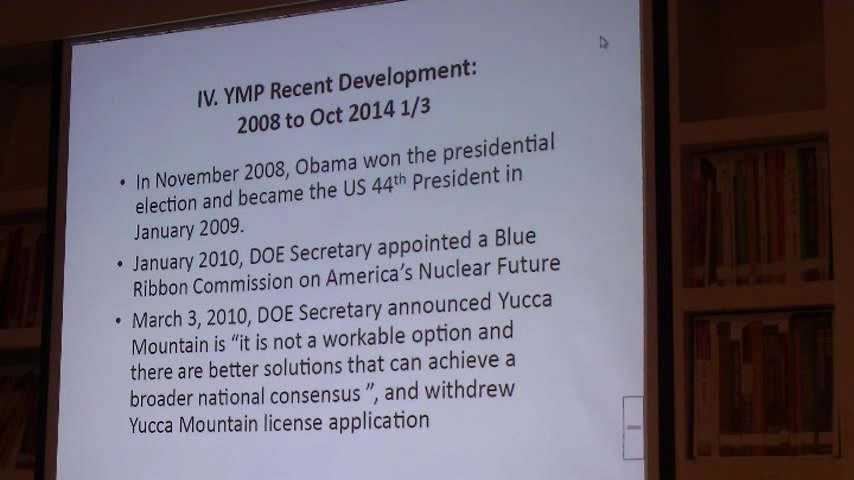 IV. YMP Recent Development:
2008 to Oct 2014 1/3
• In November 2008, Obama won the presidential
election and became the US 44th President in
January 2009.
• January 2010, DOE Secretary appointed a Blue
Ribbon Commission on America's Nuclear Future
• March 3, 2010, DOE Secretary announced Yucca
Mountain is "it is not a workable option and
there are better solutions that can achieve a
broader national consensus ", and withdrew
Yucca Mountain license application